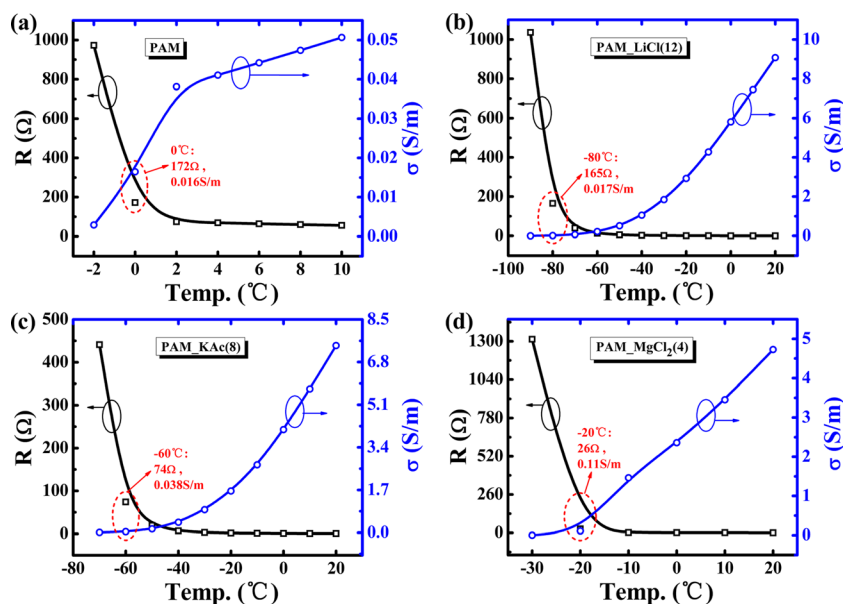 (a)
PAM
R (Ω)
1000
800
600
400
200
0
0℃:
172Ω ,
0.016S/m
0.05
0.04
0.03
0.02
0.01
0.00
σ (S/m)
-2 0 2 4 6 8 10
Temp. (℃)
(b)
PAM_LiCl(12)
R (Ω)
1000
800
600
400
200
0
-80℃:
165Ω ,
0.017S/m
10
8
6
4
2
0
σ (S/m)
-100 -80 -60 -40 -20 0 20
Temp. (℃)
(c)
PAM_KAc(8)
R (Ω)
500
400
300
200
100
0
-60℃:
74Ω ,
0.038S/m
8.5
6.8
5.1
3.4
1.7
0.0
σ (S/m)
-80 -60 -40 -20 0 20
Temp. (℃)
(d)
PAM_MgCl₂(4)
R (Ω)
1300
1040
780
520
260
0
-20℃:
26Ω ,
0.11S/m
5
4
3
2
1
0
σ (S/m)
-30 -20 -10 0 10 20
Temp. (℃)